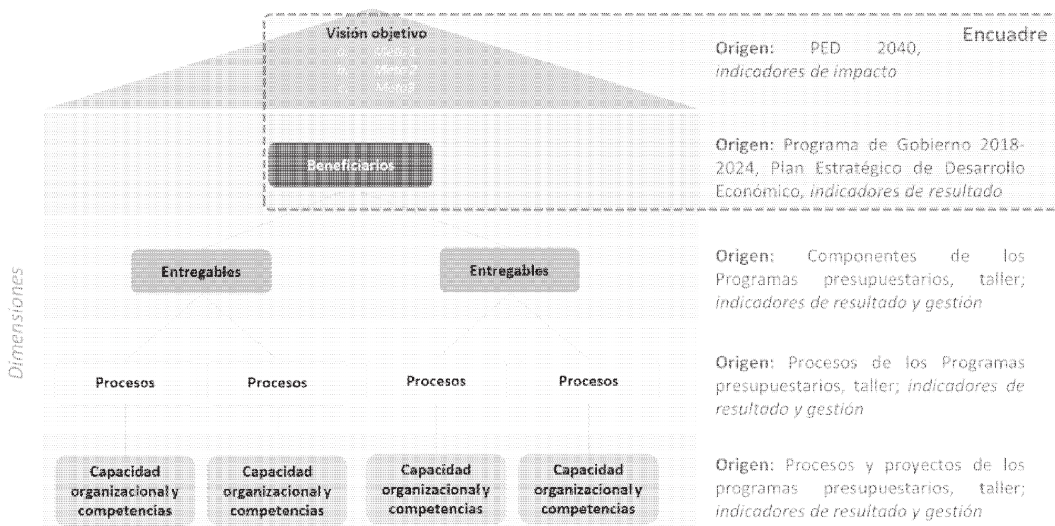 Visión objetivo
Encuadre
Origen: PED 2040,
indicadores de impacto
Beneficiarios
Origen: Programa de Gobierno 2018-
2024, Plan Estratégico de Desarrollo
Económico, indicadores de resultado
Dimensiones
Entregables
Entregables
Origen: Componentes de los
Programas presupuestarios, taller;
indicadores de resultado y gestión
Procesos
Procesos
Procesos
Procesos
Origen: Procesos de los Programas
presupuestarios, taller; indicadores de
resultado y gestión
Capacidad
organizacional y
competencias
Capacidad
organizacional y
competencias
Capacidad
organizacional y
competencias
Capacidad
organizacional y
competencias
Origen: Procesos y proyectos de los
programas presupuestarios, taller;
indicadores de resultado y gestión